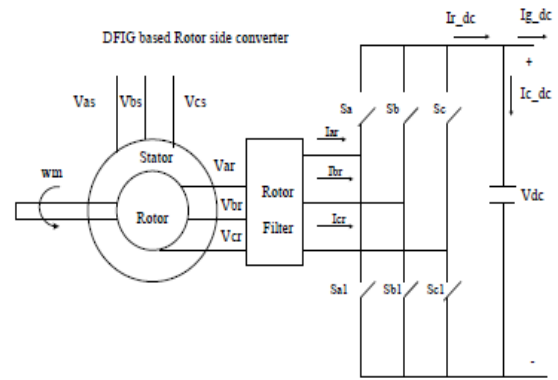 Ir_dc
Ig_dc
DFIG based Rotor side converter
+
Ic_dc
Vas
Vbs
Vcs
Sa
Sb
Sc
Stator
Iar
wm
Var
Rotor
Ibr
Vdc
Vbr
Rotor
Filter
Icr
Vcr
Sa1
Sb1
Sc1
-